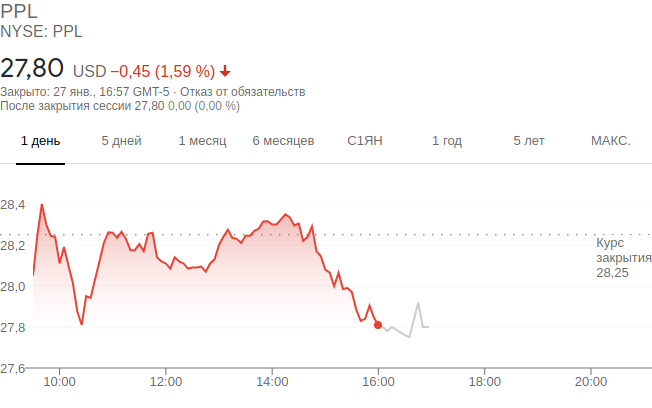 PPL
NYSE: PPL
27,80 USD −0,45 (1,59 %)
Закрыто: 27 янв., 16:57 GMT-5 · Отказ от обязательств
После закрытия сессии 27,80 0,00 (0,00 %)
1 день 5 дней 1 месяц 6 месяцев С1ЯН 1 год 5 лет МАКС.
28,4
28,2
28,0
27,8
27,6
Курс
закрытия
28,25
10:00 12:00 14:00 16:00 18:00 20:00